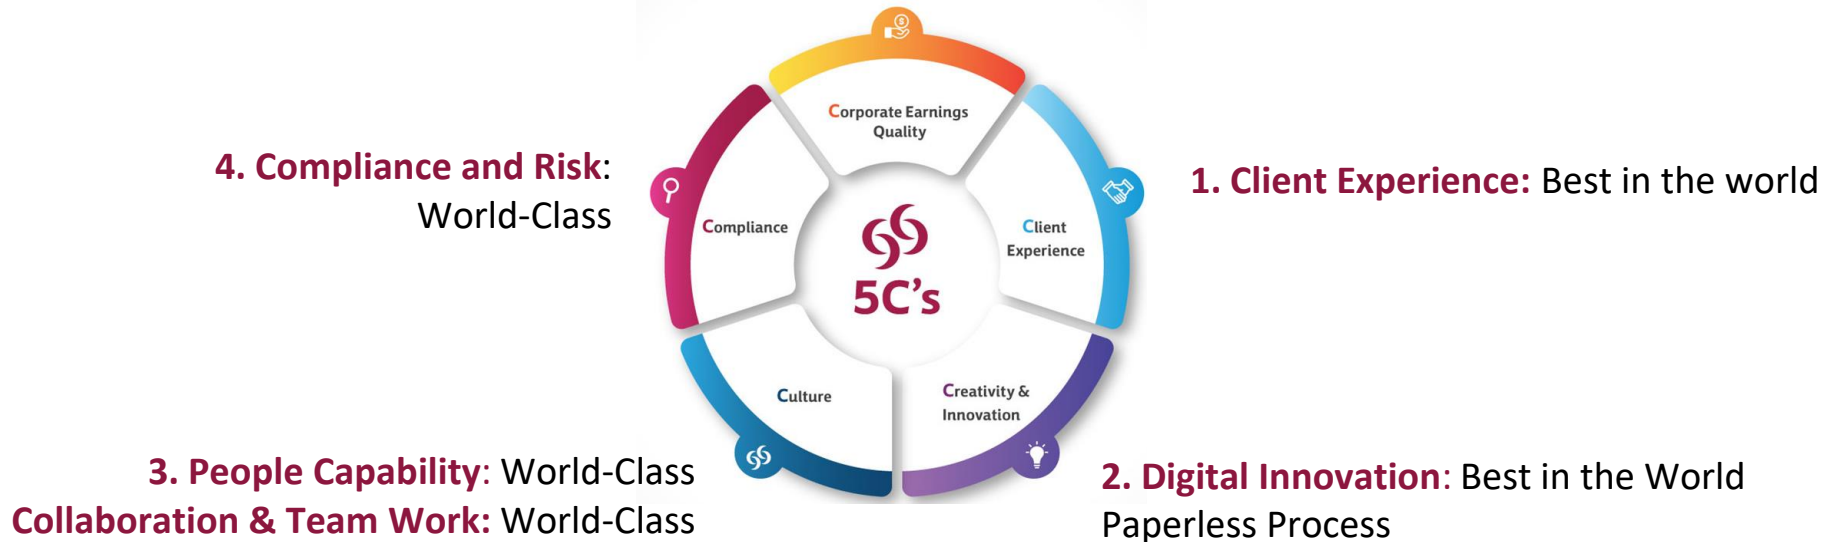 Corporate Earnings
Quality
4. Compliance and Risk:
World-Class
1. Client Experience: Best in the world
Compliance
Client
Experience
5C's
Culture
Creativity &
Innovation
3. People Capability: World-Class
Collaboration & Team Work: World-Class
2. Digital Innovation: Best in the World
Paperless Process